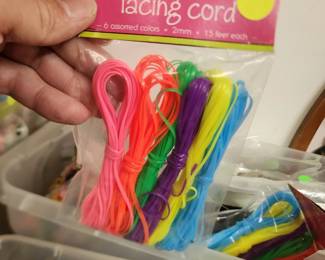 lacing cord
6 assorted colors • 2mm • 15 feet each